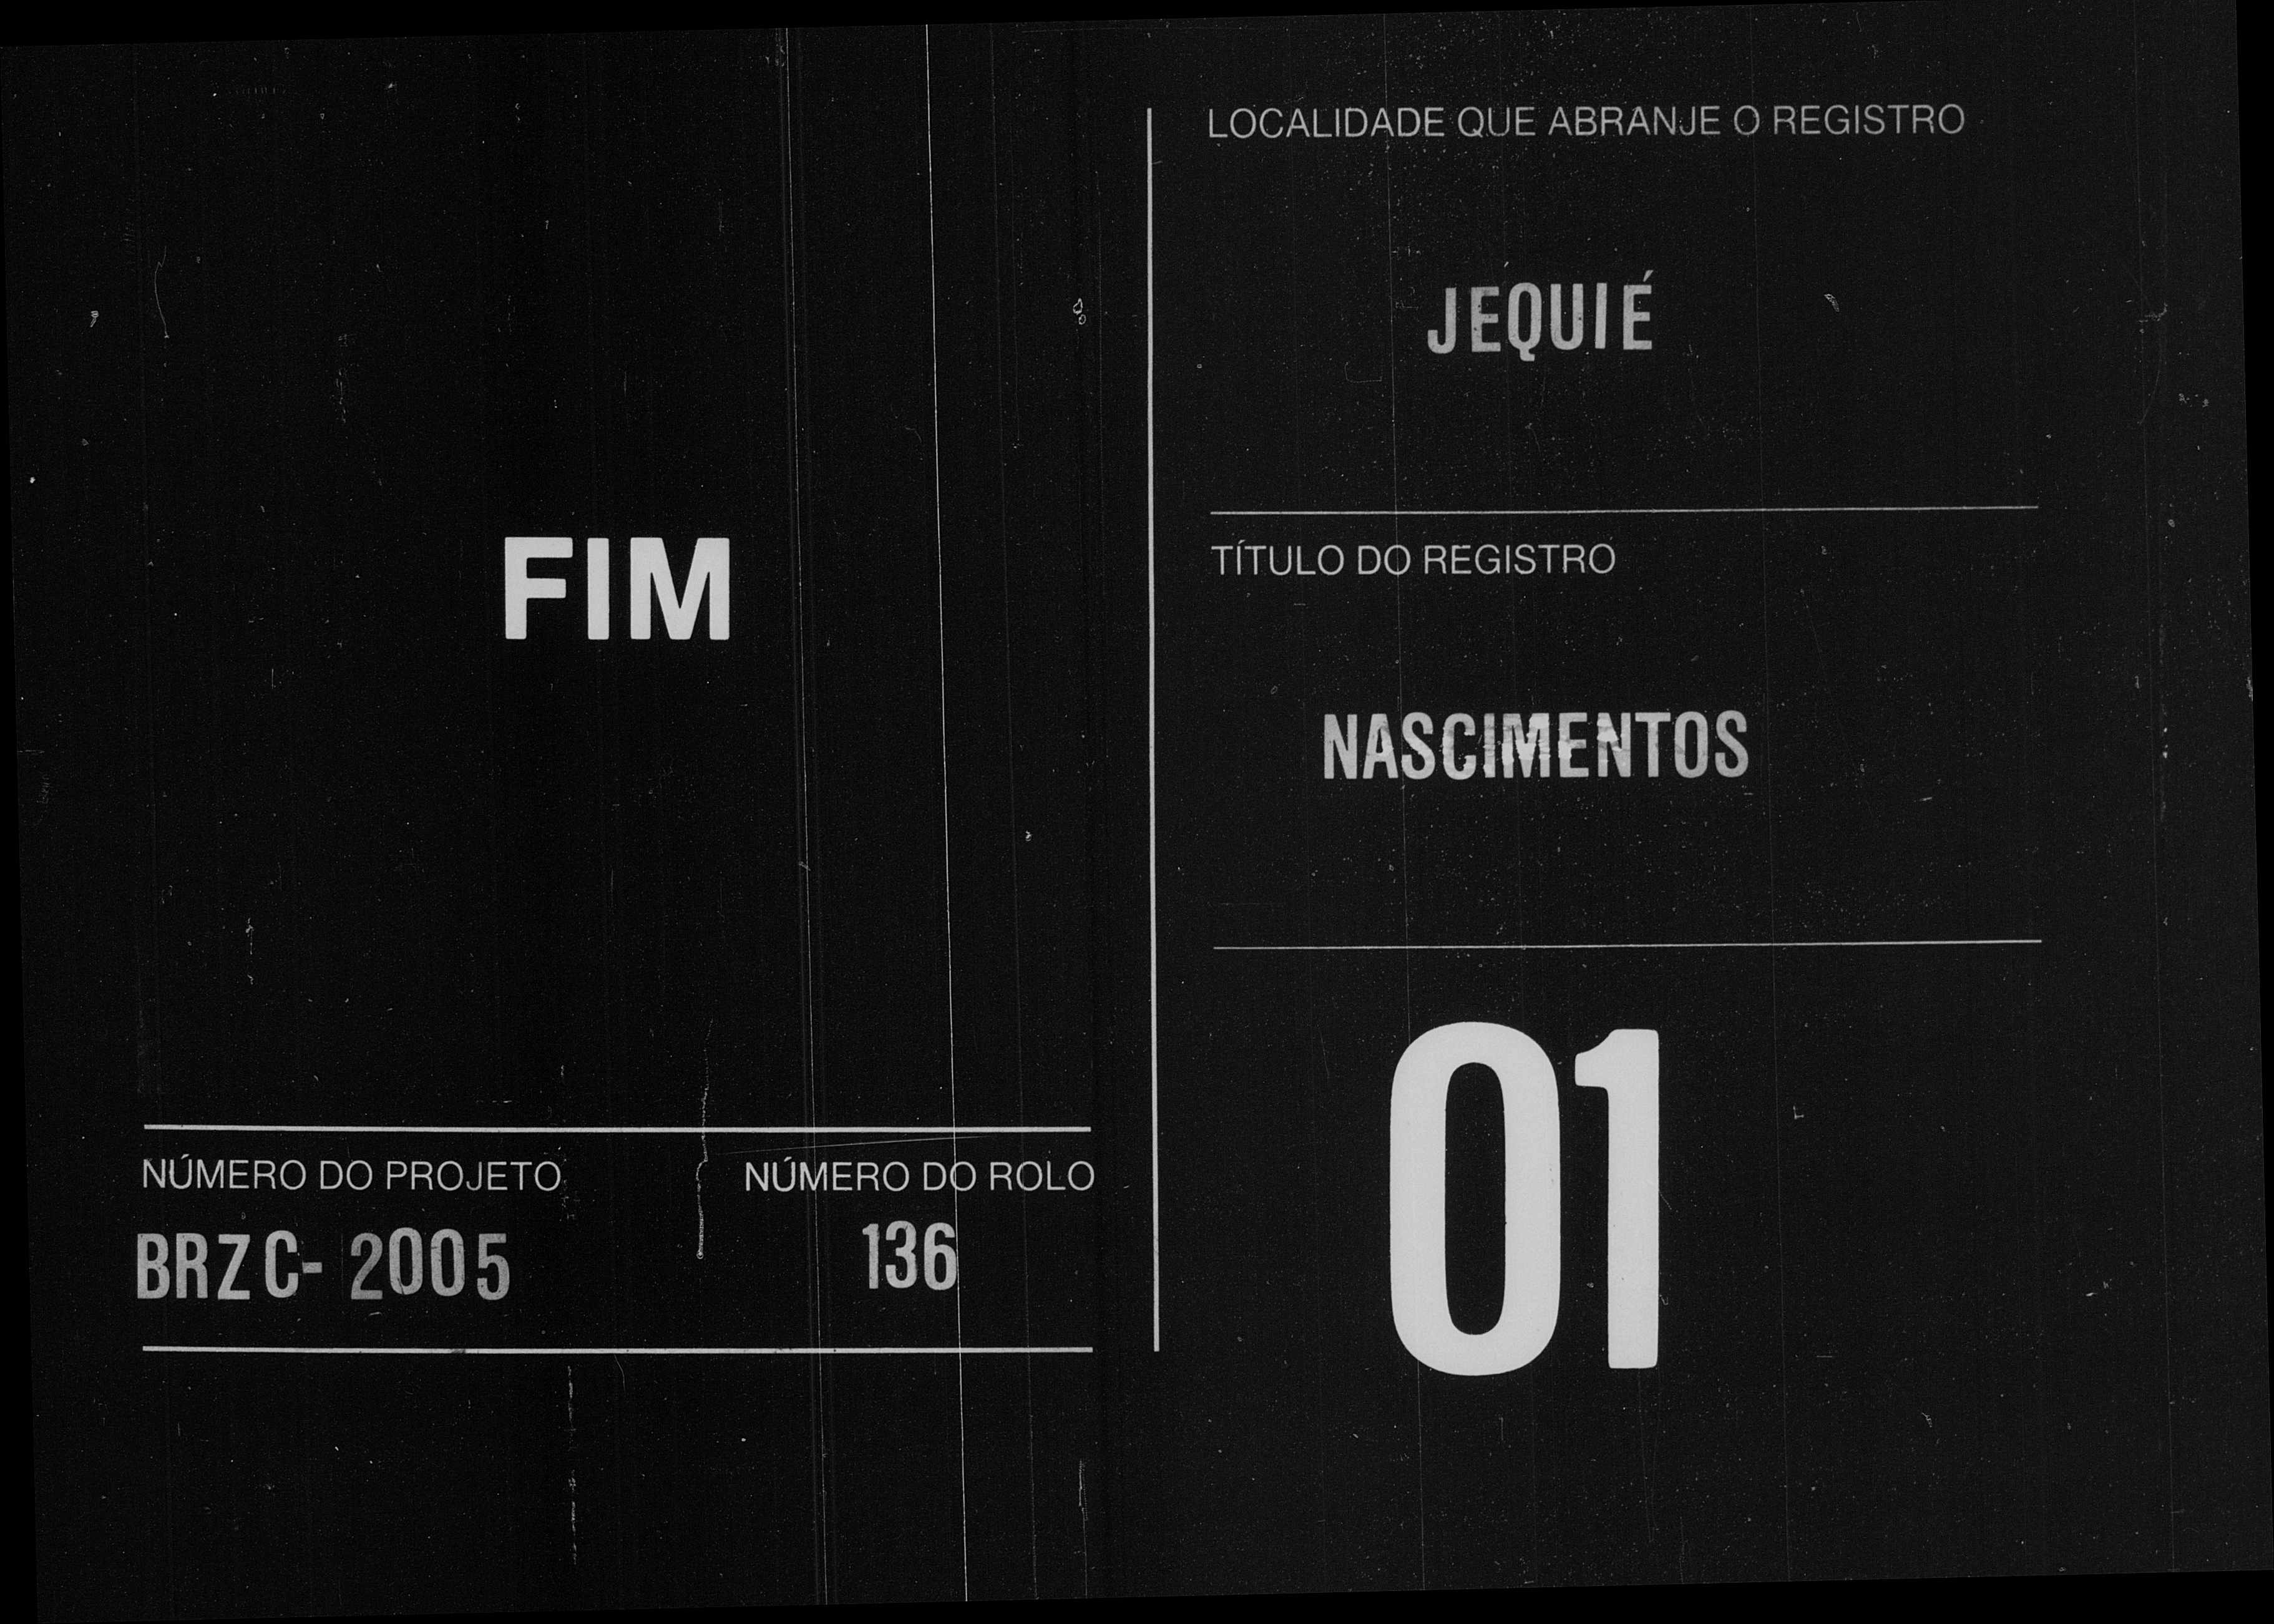 FIM
NÚMERO DO PROJETO
BRZC- 2005
NÚMERO DO ROLO
136
LOCALIDADE QUE ABRANJE O REGISTRO
JEQUIÉ
TÍTULO DO REGISTRO
NASCIMENTOS
01